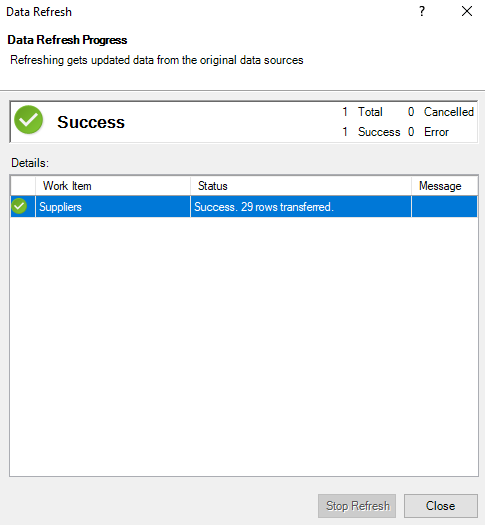 Data Refresh ?
Data Refresh Progress
Refreshing gets updated data from the original data sources
Success
1 Total 0 Cancelled
1 Success 0 Error
Details:
Work Item Status Message
Suppliers Success. 29 rows transferred.
Stop Refresh Close